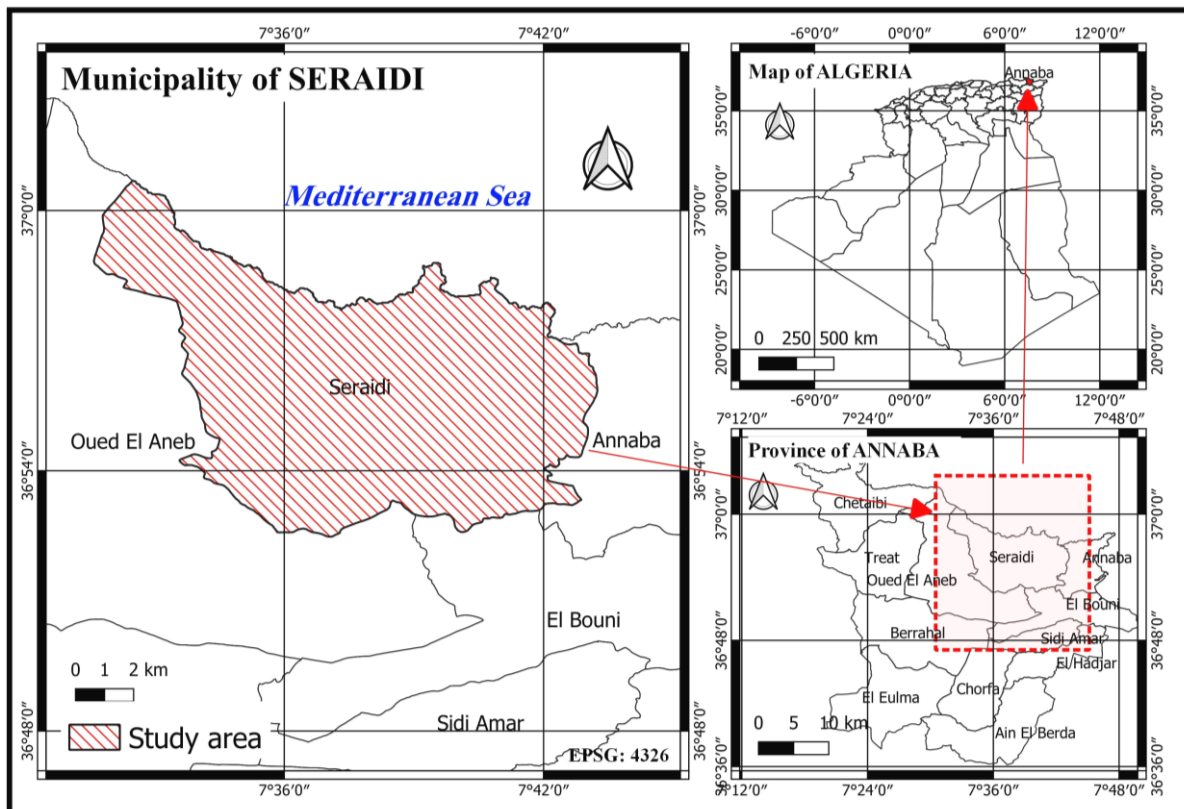 7°36′0″ 7°42′0″
Municipality of SERAIDI
Mediterranean Sea
37°0′0″ 37°0′0″
Seraidi
Oued El Aneb
Annaba
36°54′0″ 36°54′0″
El Bouni
0 1 2 km
Sidi Amar
Study area
EPSG: 4326
36°48′0″ 36°48′0″
7°36′0″ 7°42′0″
-6°0′0″ 0°0′0″ 6°0′0″ 12°0′0″
Map of ALGERIA
Annaba
35°0′0″ 35°0′0″
30°0′0″ 30°0′0″
25°0′0″ 25°0′0″
20°0′0″ 20°0′0″
0 250 500 km
-6°0′0″ 0°0′0″ 6°0′0″ 12°0′0″
7°12′0″ 7°24′0″ 7°36′0″ 7°48′0″
Province of ANNABA
Chetaibi
37°0′0″ 37°0′0″
Treat
Seraidi
Annaba
Oued El Aneb
El Bouni
Berrahal
Sidi Amar
36°48′0″ 36°48′0″
El Hadjar
El Eulma
Chorfa
0 5 10 km
Ain El Berda
36°36′0″ 36°36′0″
7°12′0″ 7°24′0″ 7°36′0″ 7°48′0″